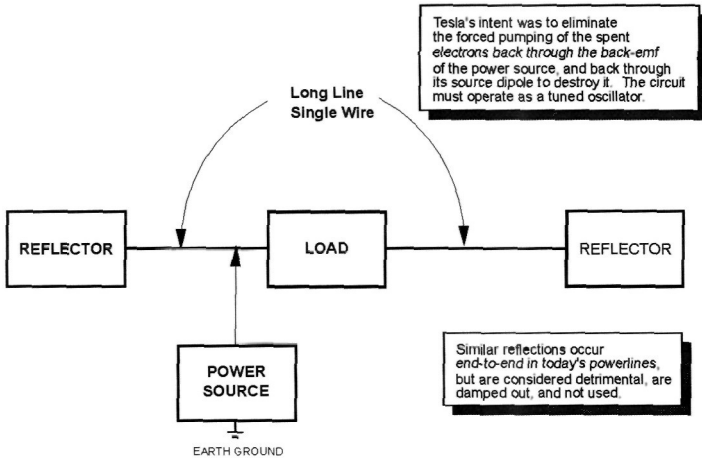 Tesla's intent was to eliminate
the forced pumping of the spent
electrons back through the back-emf
of the power source, and back through
its source dipole to destroy it. The circuit
must operate as a tuned oscillator.
Long Line
Single Wire
REFLECTOR
LOAD
REFLECTOR
POWER
SOURCE
EARTH GROUND
Similar reflections occur
end-to-end in today's powerlines,
but are considered detrimental, are
damped out, and not used.